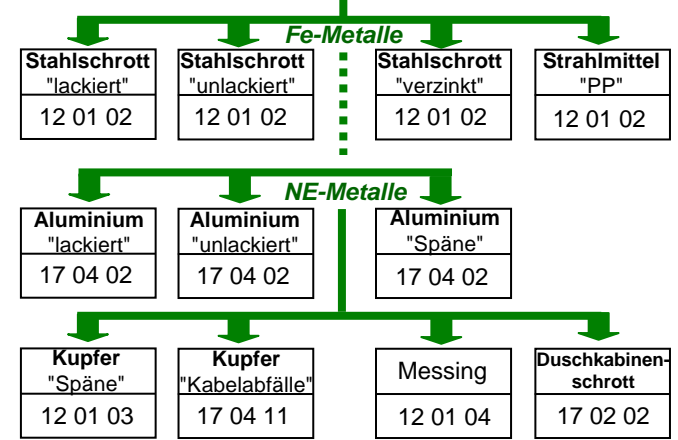 Fe-Metalle
Stahlschrott
"lackiert"
12 01 02
Stahlschrott
"unlackiert"
12 01 02
Stahlschrott
"verzinkt"
12 01 02
Strahlmittel
"PP"
12 01 02
NE-Metalle
Aluminium
"lackiert"
17 04 02
Aluminium
"unlackiert"
17 04 02
Aluminium
"Späne"
17 04 02
Kupfer
"Späne"
12 01 03
Kupfer
"Kabelabfälle"
17 04 11
Messing
12 01 04
Duschkabinen-
schrott
17 02 02